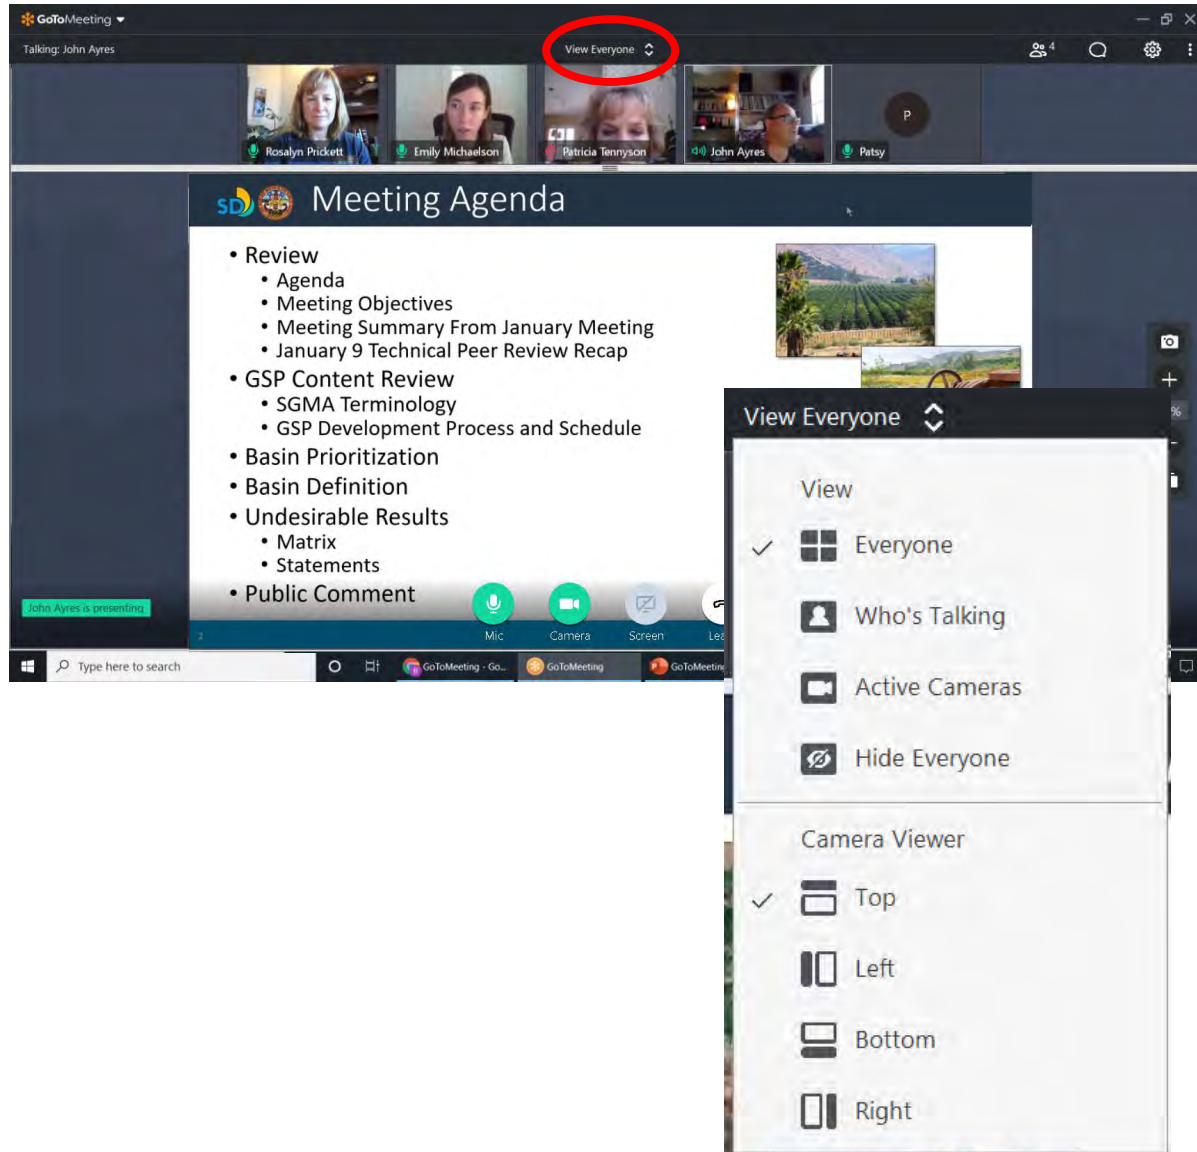 GoToMeeting
Talking: John Ayres
View Everyone
4
Rosalyn Prickett
Emily Michaelson
Patricia Tennyson
John Ayres
P
Patsy
SD
Meeting Agenda
• Review
• Agenda
• Meeting Objectives
• Meeting Summary From January Meeting
• January 9 Technical Peer Review Recap
• GSP Content Review
• SGMA Terminology
• GSP Development Process and Schedule
• Basin Prioritization
• Basin Definition
• Undesirable Results
• Matrix
• Statements
• Public Comment
%
John Ayres is presenting
2
Mic
Camera
Screen
Lea
Type here to search
GoToMeeting - Go...
GoToMeeting
GoToMeeting
View Everyone
View
Everyone
Who's Talking
Active Cameras
Hide Everyone
Camera Viewer
Top
Left
Bottom
Right